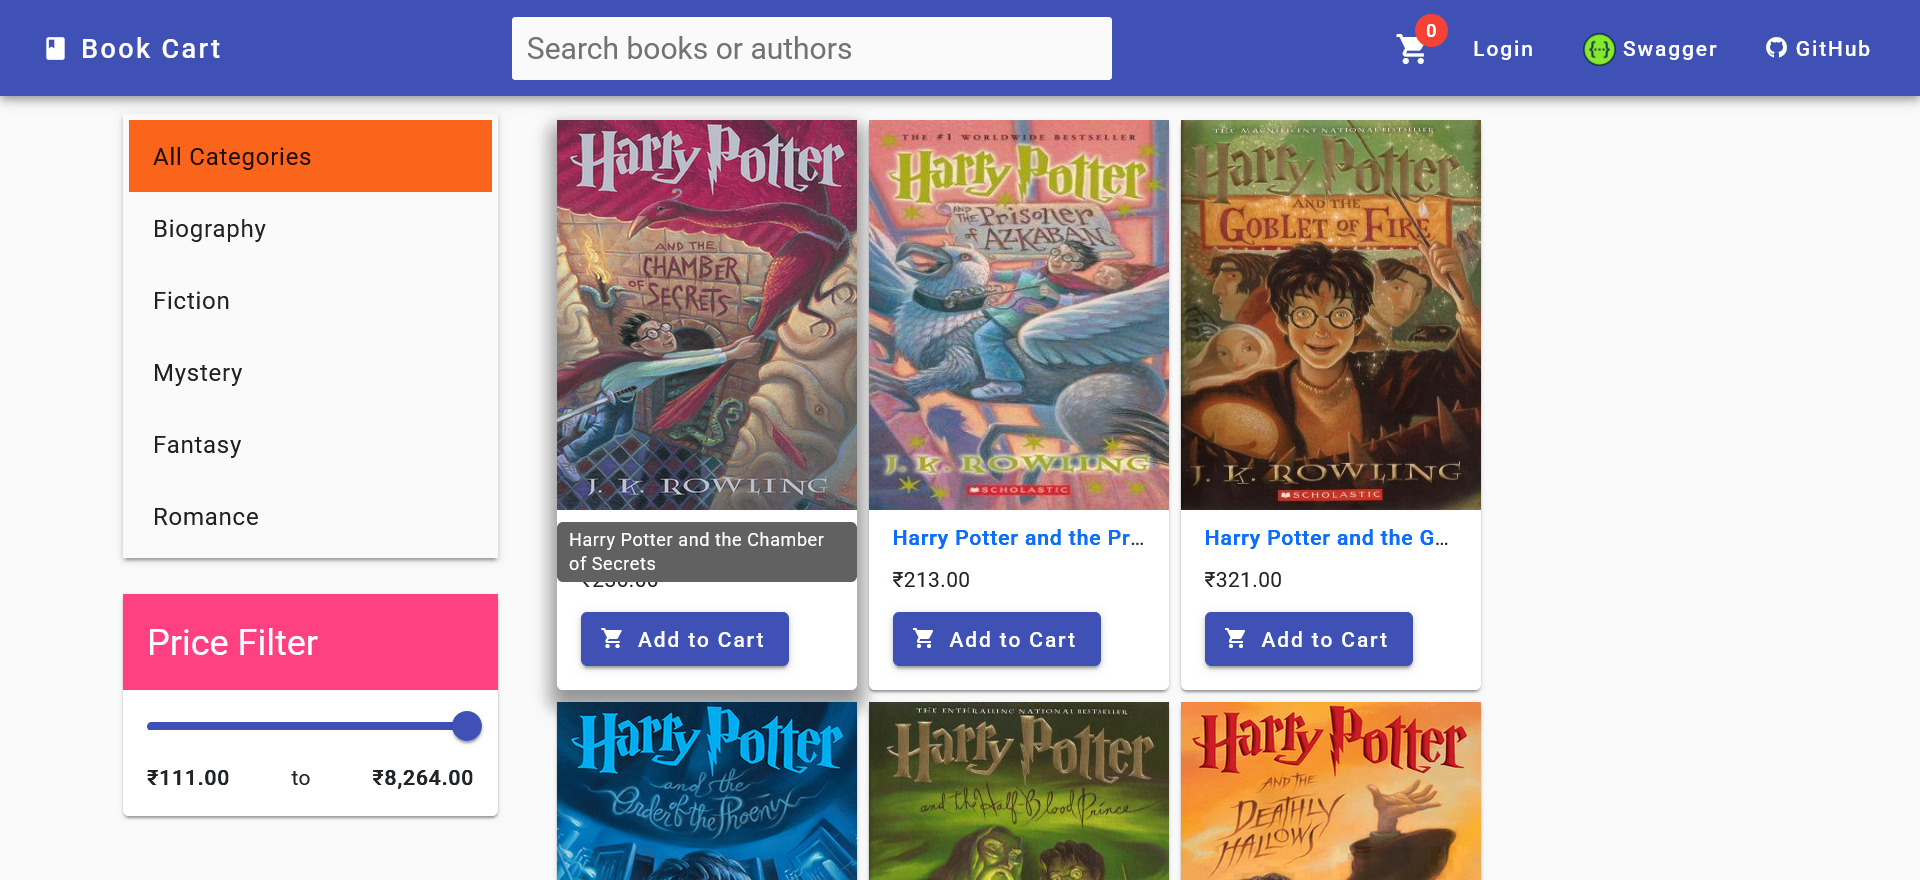 Book Cart
Search books or authors
0
Login
Swagger
GitHub
All Categories
Biography
Fiction
Mystery
Fantasy
Romance
Price Filter
₹111.00 to ₹8,264.00
Harry Potter
AND THE
CHAMBER
OF SECRETS
J. K. ROWLING
Harry Potter and the Chamber
of Secrets
Add to Cart
THE #1 WORLDWIDE BESTSELLER
Harry Potter
AND THE Prisoner
of AZKABAN
J. K. ROWLING
SCHOLASTIC
Harry Potter and the Pr...
₹213.00
Add to Cart
THE MAGNIFICENT NATIONAL BESTSELLER
Harry Potter
AND THE
GOBLET OF FIRE
J. K. ROWLING
SCHOLASTIC
Harry Potter and the G...
₹321.00
Add to Cart
Harry Potter
and the
Order of the Phoenix
THE ENTHRALLING NATIONAL BESTSELLER
Harry Potter
and the Half-Blood Prince
Harry Potter
AND THE
DEATHLY
HALLOWS